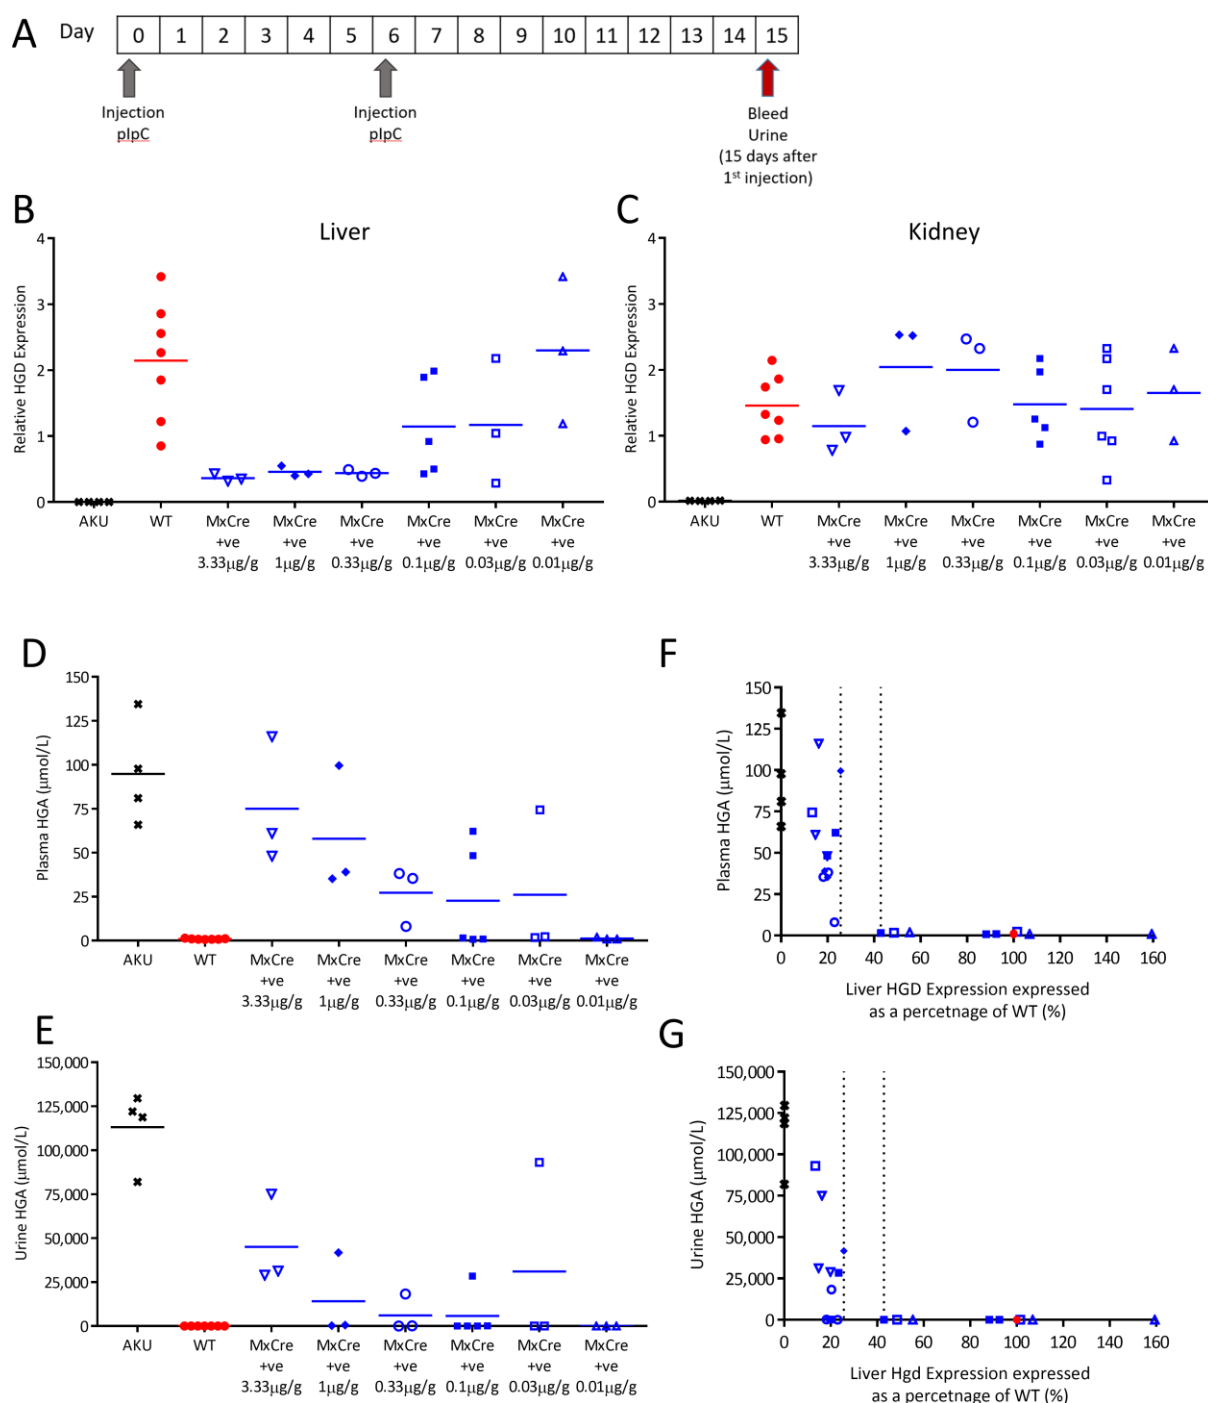 A
Day 0 1 2 3 4 5 6 7 8 9 10 11 12 13 14 15
Injection
pIpC
Injection
pIpC
Bleed
Urine
(15 days after
1st injection)
B
Liver
Relative HGD Expression
4
3
2
1
0
AKU WT MxCre MxCre MxCre MxCre MxCre MxCre
+ve +ve +ve +ve +ve +ve
3.33µg/g 1µg/g 0.33µg/g 0.1µg/g 0.03µg/g 0.01µg/g
C
Kidney
Relative HGD Expression
4
3
2
1
0
AKU WT MxCre MxCre MxCre MxCre MxCre MxCre
+ve +ve +ve +ve +ve +ve
3.33µg/g 1µg/g 0.33µg/g 0.1µg/g 0.03µg/g 0.01µg/g
D
Plasma HGA (µmol/L)
150
125
100
75
50
25
0
AKU WT MxCre MxCre MxCre MxCre MxCre MxCre
+ve +ve +ve +ve +ve +ve
3.33µg/g 1µg/g 0.33µg/g 0.1µg/g 0.03µg/g 0.01µg/g
F
Plasma HGA (µmol/L)
150
125
100
75
50
25
0
0 20 40 60 80 100 120 140 160
Liver HGD Expression expressed
as a percetnage of WT (%)
E
Urine HGA (µmol/L)
150,000
125,000
100,000
75,000
50,000
25,000
0
AKU WT MxCre MxCre MxCre MxCre MxCre MxCre
+ve +ve +ve +ve +ve +ve
3.33µg/g 1µg/g 0.33µg/g 0.1µg/g 0.03µg/g 0.01µg/g
G
Urine HGA (µmol/L)
150,000
125,000
100,000
75,000
50,000
25,000
0
0 20 40 60 80 100 120 140 160
Liver Hgd Expression expressed
as a percetnage of WT (%)